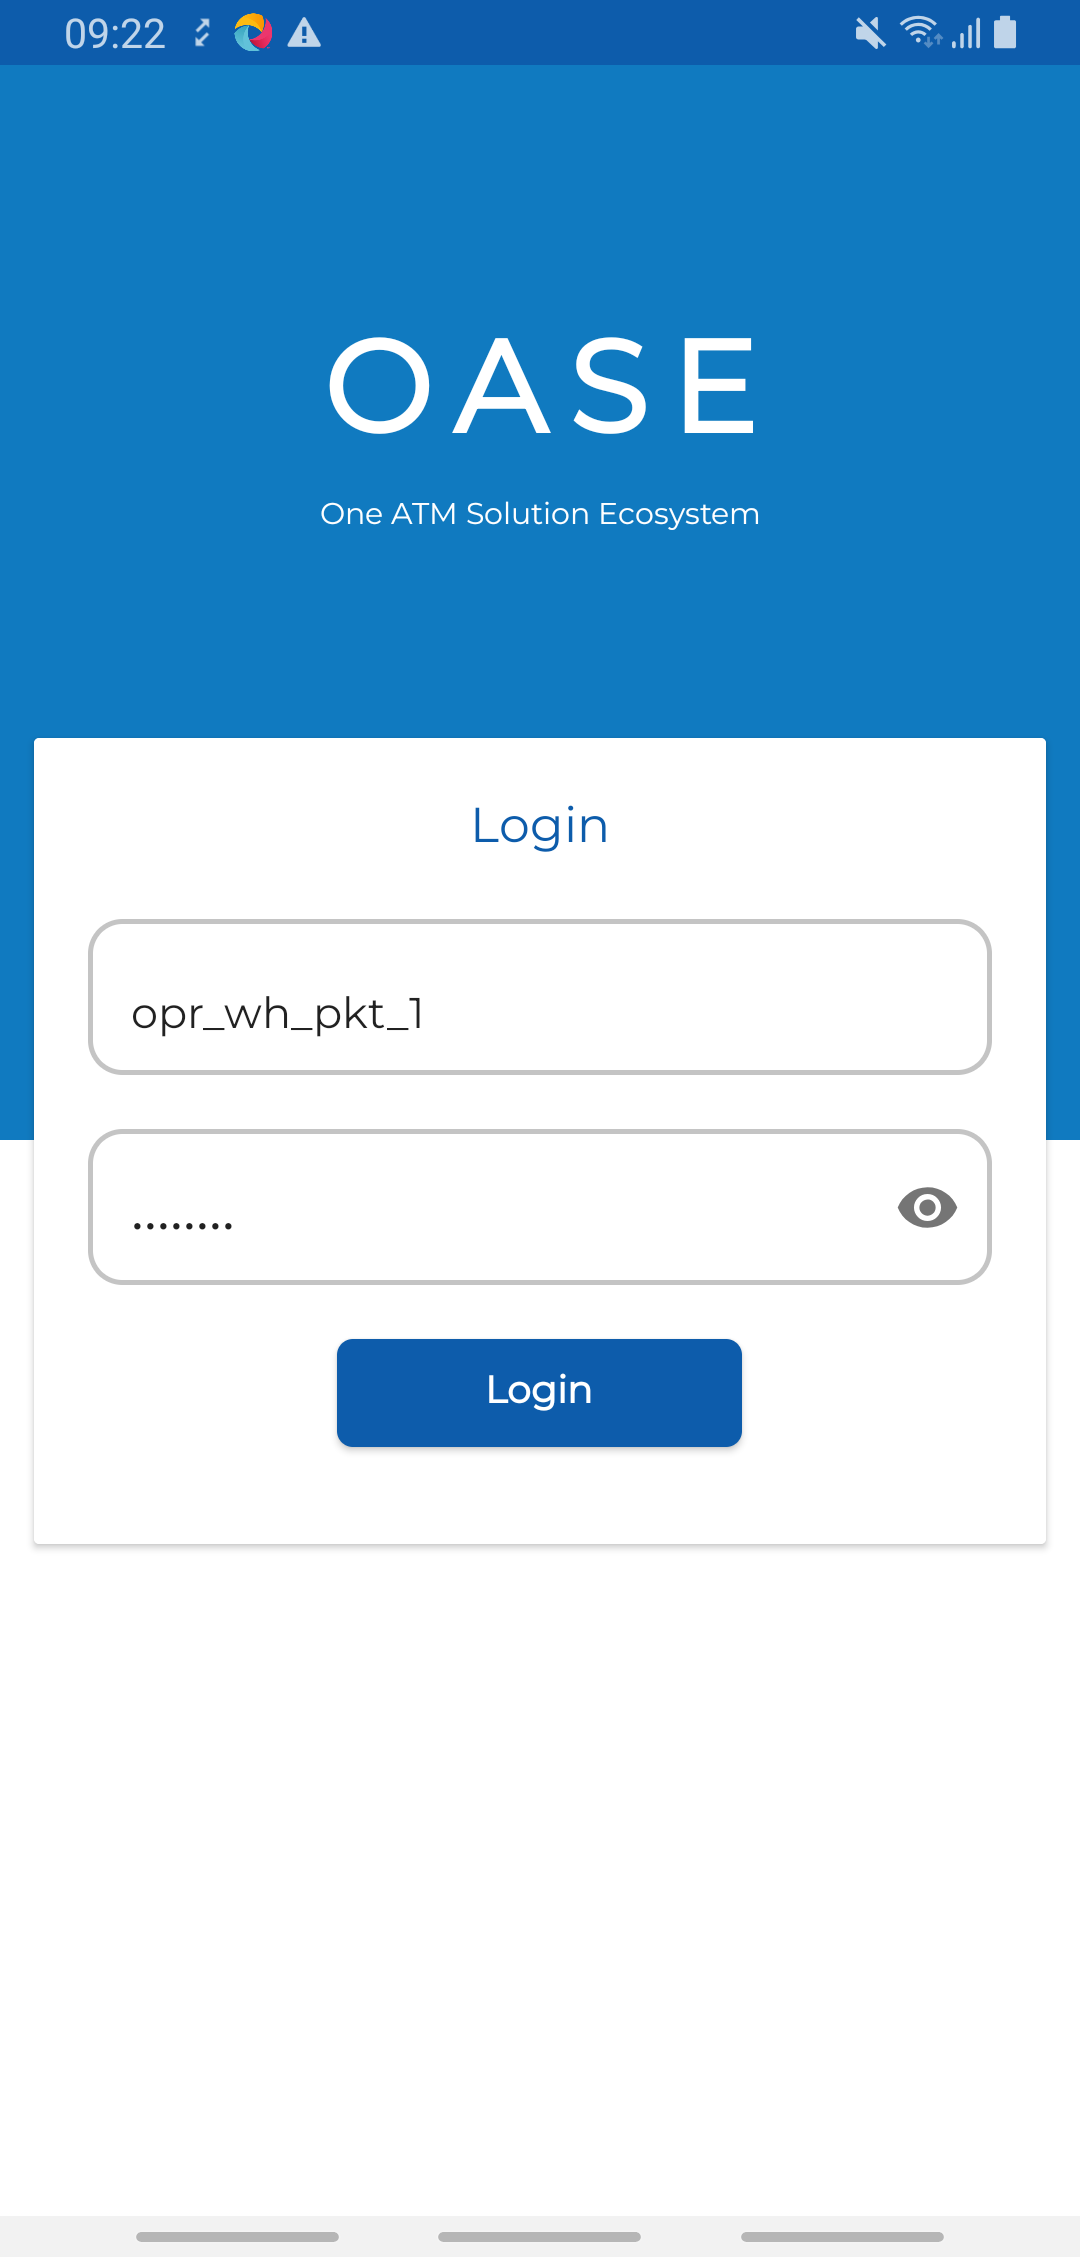 09:22
OASE
One ATM Solution Ecosystem
Login
opr_wh_pkt_1
........
Login